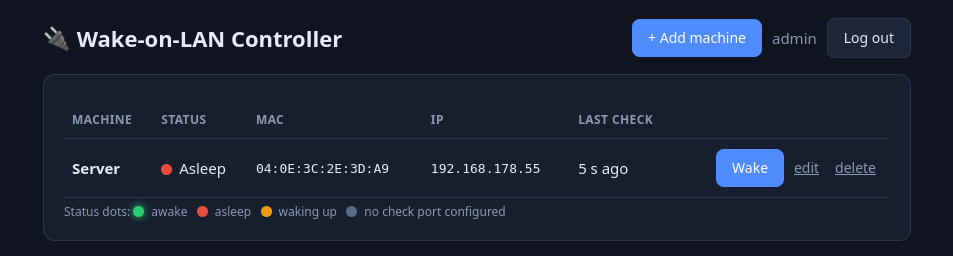 Wake-on-LAN Controller
+ Add machine admin Log out
MACHINE STATUS MAC IP LAST CHECK
Server Asleep 04:0E:3C:2E:3D:A9 192.168.178.55 5 s ago Wake edit delete
Status dots: awake asleep waking up no check port configured